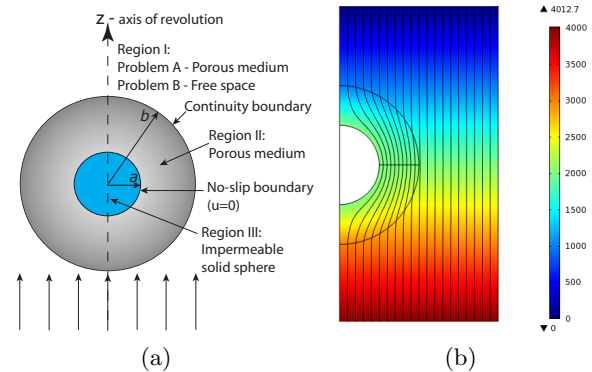 z - axis of revolution
Region I:
Problem A - Porous medium
Problem B - Free space
Continuity boundary
b
Region II:
Porous medium
a
No-slip boundary
(u=0)
Region III:
Impermeable
solid sphere
(a)
▲ 4012.7
4000
3500
3000
2500
2000
1500
1000
500
0
▼ 0
(b)